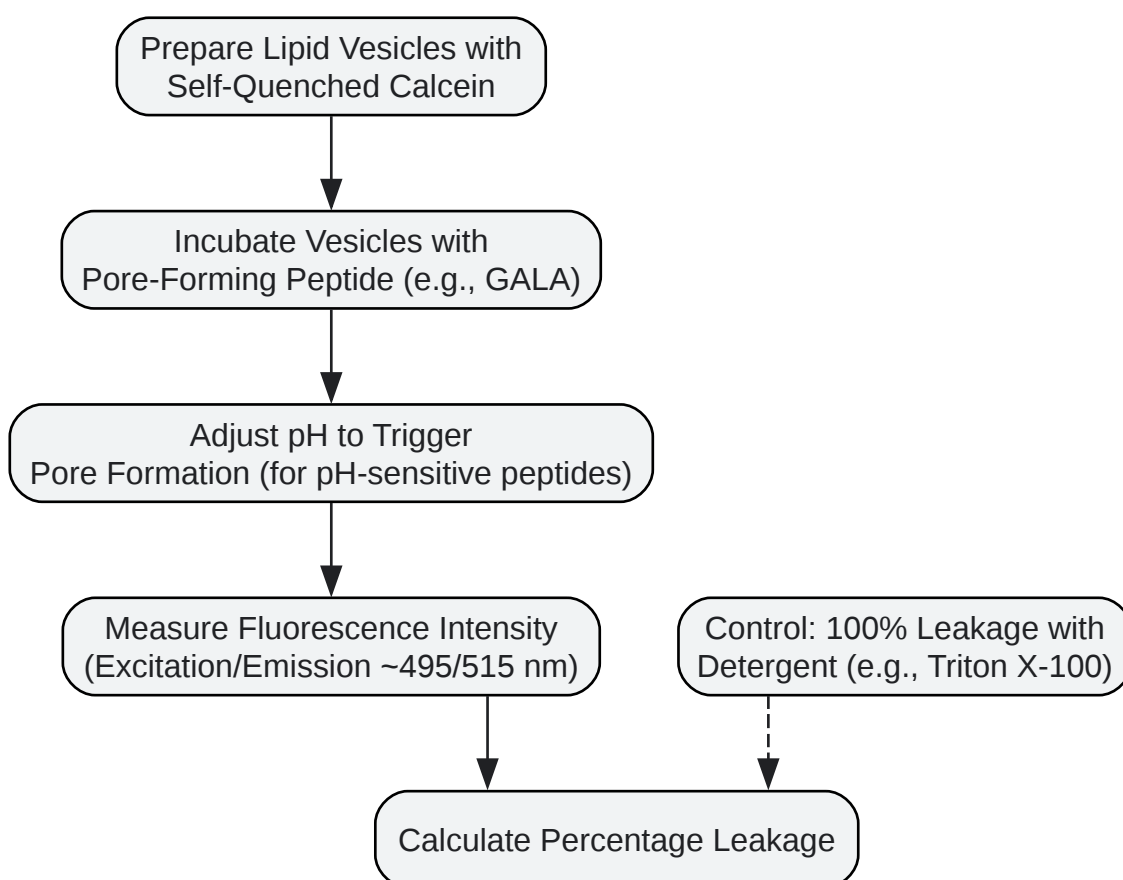 Prepare Lipid Vesicles with
Self-Quenched Calcein
Incubate Vesicles with
Pore-Forming Peptide (e.g., GALA)
Adjust pH to Trigger
Pore Formation (for pH-sensitive peptides)
Measure Fluorescence Intensity
(Excitation/Emission ~495/515 nm)
Control: 100% Leakage with
Detergent (e.g., Triton X-100)
Calculate Percentage Leakage